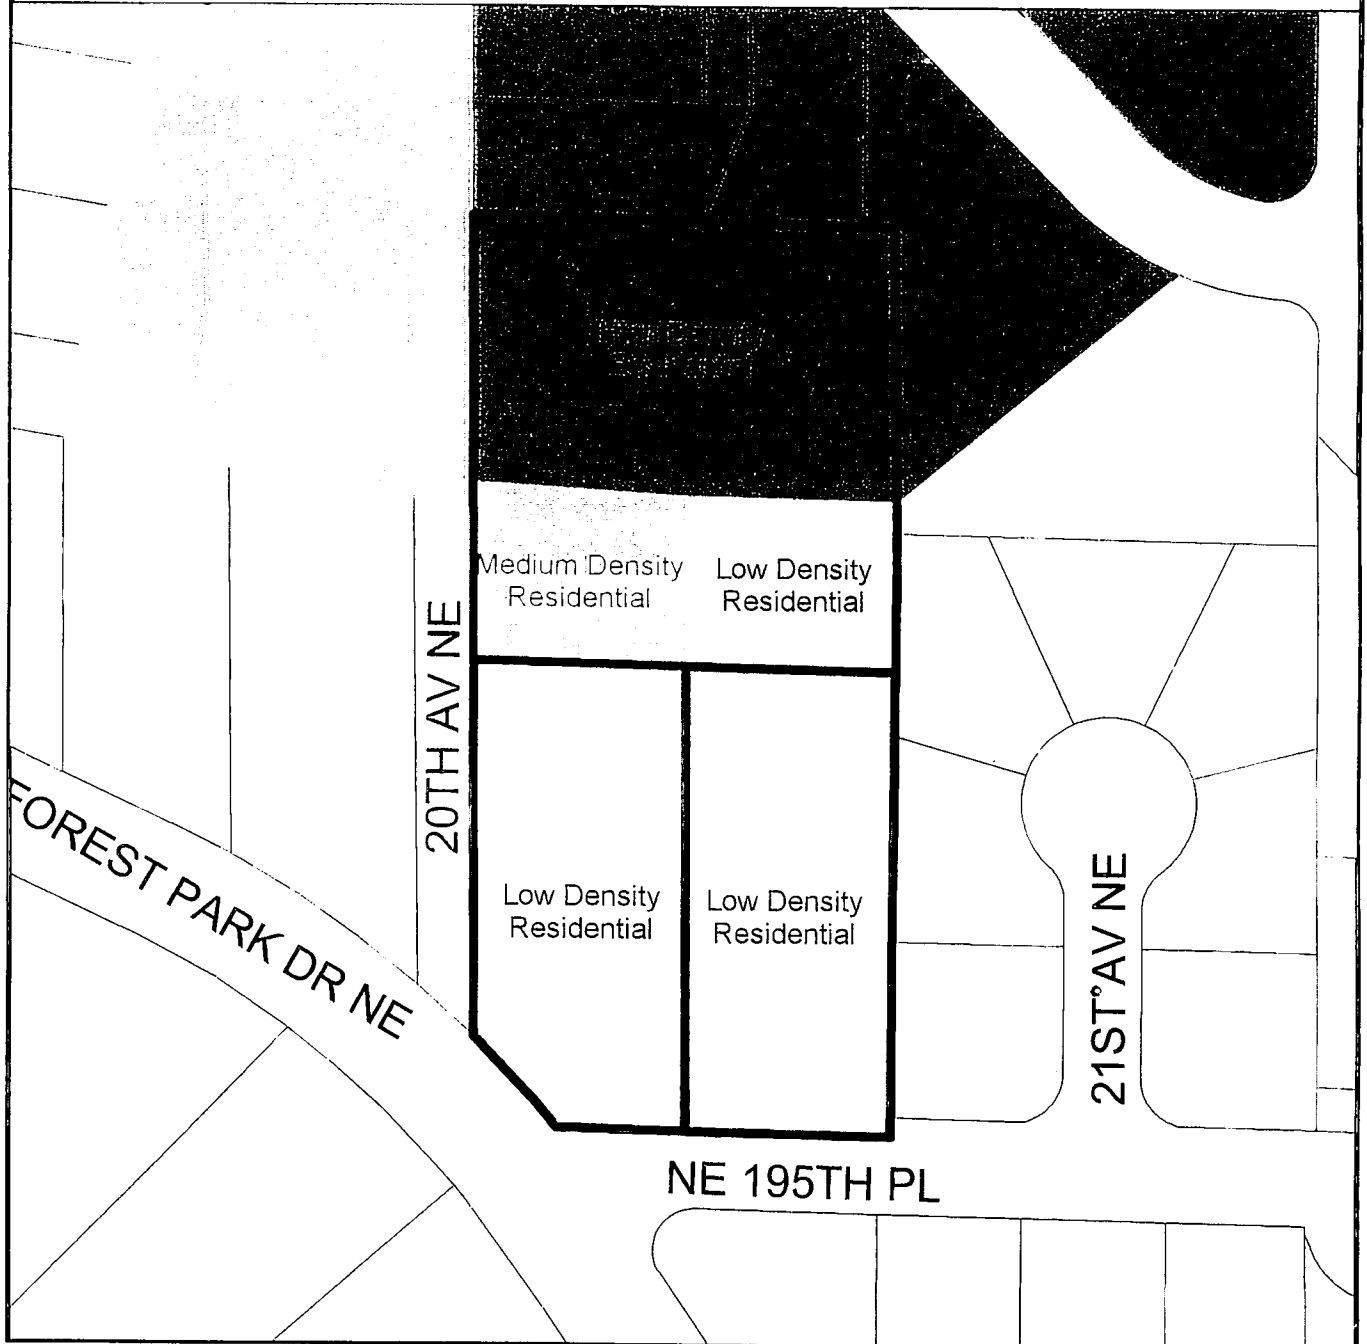 Medium Density
Residential
Low Density
Residential
20TH AV NE
FOREST PARK DR NE
Low Density
Residential
Low Density
Residential
21ST AV NE
NE 195TH PL